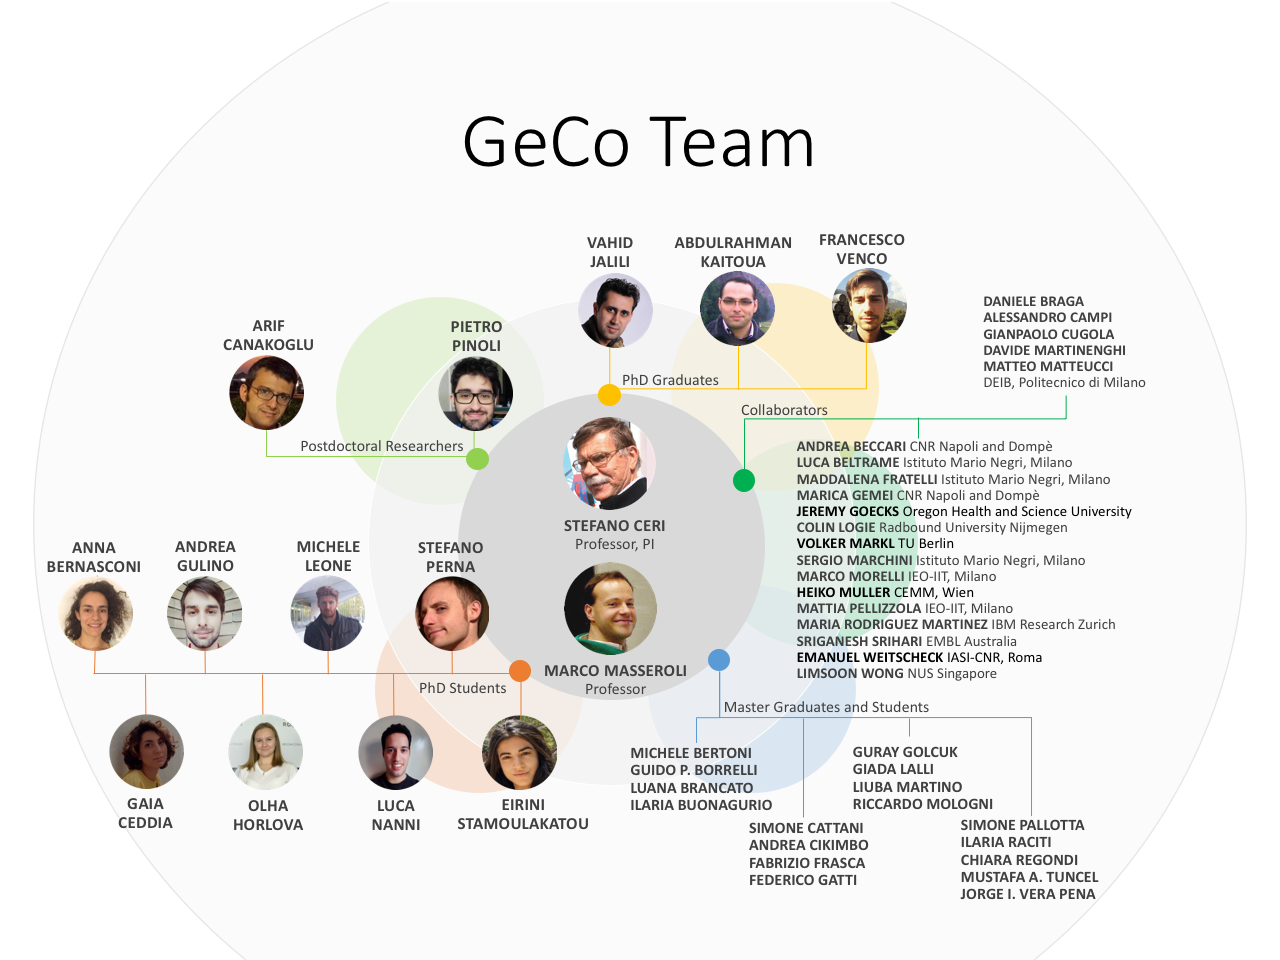 GeCo Team
VAHID
JALILI
ABDULRAHMAN
KAITOUA
FRANCESCO
VENCO
PhD Graduates
ARIF
CANAKOGLU
PIETRO
PINOLI
Postdoctoral Researchers
DANIELE BRAGA
ALESSANDRO CAMPI
GIANPAOLO CUGOLA
DAVIDE MARTINENGHI
MATTEO MATTEUCCI
DEIB, Politecnico di Milano
Collaborators
ANDREA BECCARI CNR Napoli and Dompè
LUCA BELTRAME Istituto Mario Negri, Milano
MADDALENA FRATELLI Istituto Mario Negri, Milano
MARICA GEMEI CNR Napoli and Dompè
JEREMY GOECKS Oregon Health and Science University
COLIN LOGIE Radbound University Nijmegen
VOLKER MARKL TU Berlin
SERGIO MARCHINI Istituto Mario Negri, Milano
MARCO MORELLI IEO-IIT, Milano
HEIKO MULLER CEMM, Wien
MATTIA PELLIZZOLA IEO-IIT, Milano
MARIA RODRIGUEZ MARTINEZ IBM Research Zurich
SRIGANESH SRIHARI EMBL Australia
EMANUEL WEITSCHECK IASI-CNR, Roma
LIMSOON WONG NUS Singapore
STEFANO CERI
Professor, PI
MARCO MASSEROLI
Professor
ANNA
BERNASCONI
ANDREA
GULINO
MICHELE
LEONE
STEFANO
PERNA
PhD Students
GAIA
CEDDIA
OLHA
HORLOVA
LUCA
NANNI
EIRINI
STAMOULAKATOU
Master Graduates and Students
MICHELE BERTONI
GUIDO P. BORRELLI
LUANA BRANCATO
ILARIA BUONAGURIO
SIMONE CATTANI
ANDREA CIKIMBO
FABRIZIO FRASCA
FEDERICO GATTI
GURAY GOLCUK
GIADA LALLI
LIUBA MARTINO
RICCARDO MOLOGNI
SIMONE PALLOTTA
ILARIA RACITI
CHIARA REGONDI
MUSTAFA A. TUNCEL
JORGE I. VERA PENA